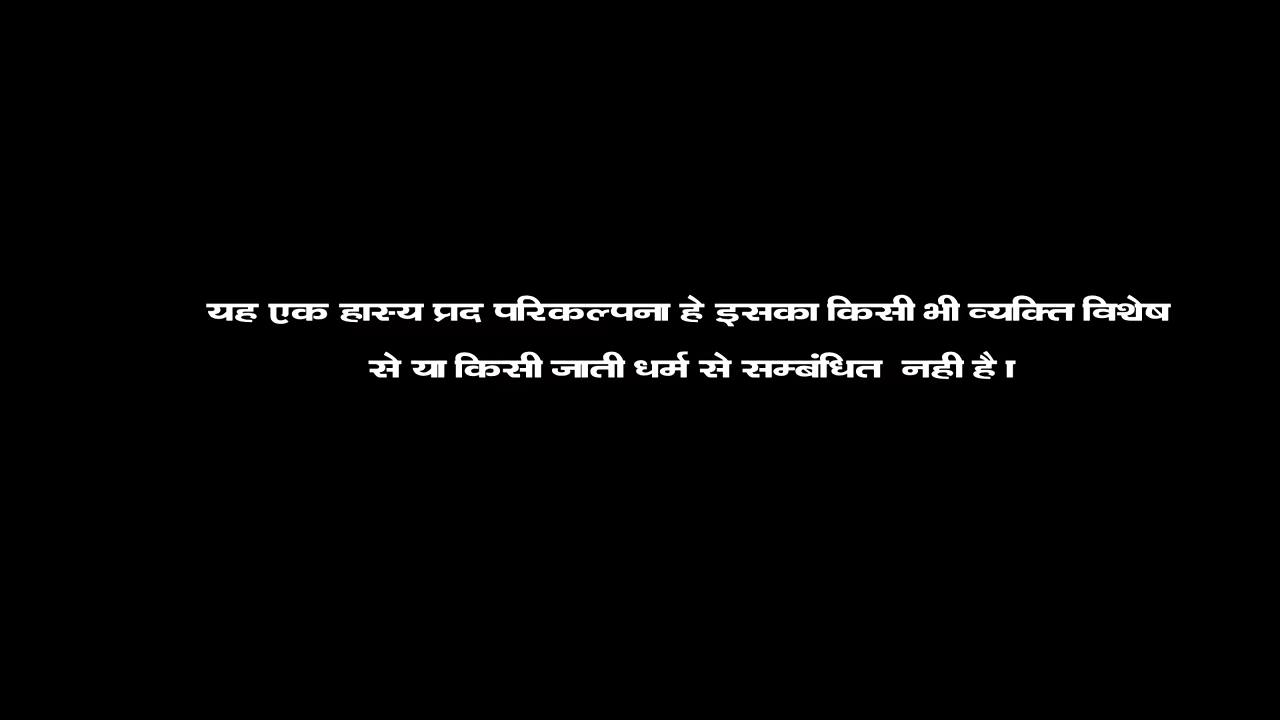 यह एक हास्य प्रद परिकल्पना हे इसका किसी भी व्यक्ति विशेष
से या किसी जाती धर्म से सम्बंधित नही है।